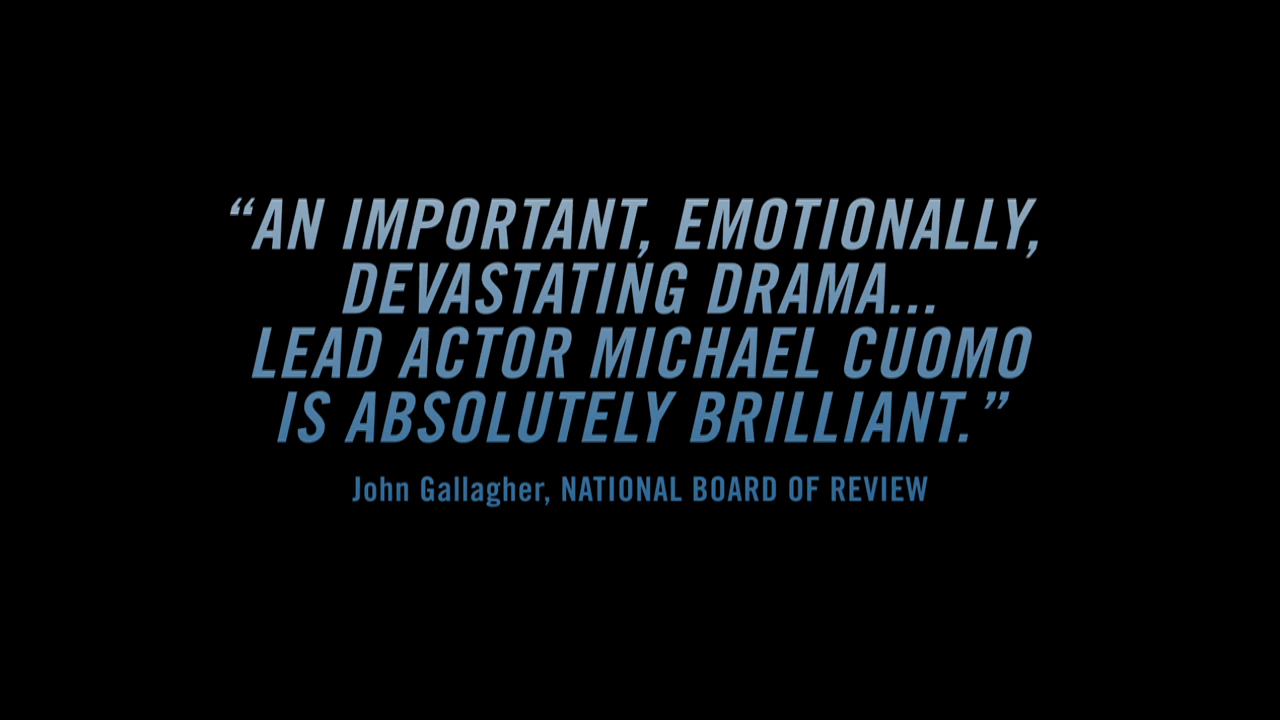 “AN IMPORTANT, EMOTIONALLY,
DEVASTATING DRAMA...
LEAD ACTOR MICHAEL CUOMO
IS ABSOLUTELY BRILLIANT.”
John Gallagher, NATIONAL BOARD OF REVIEW